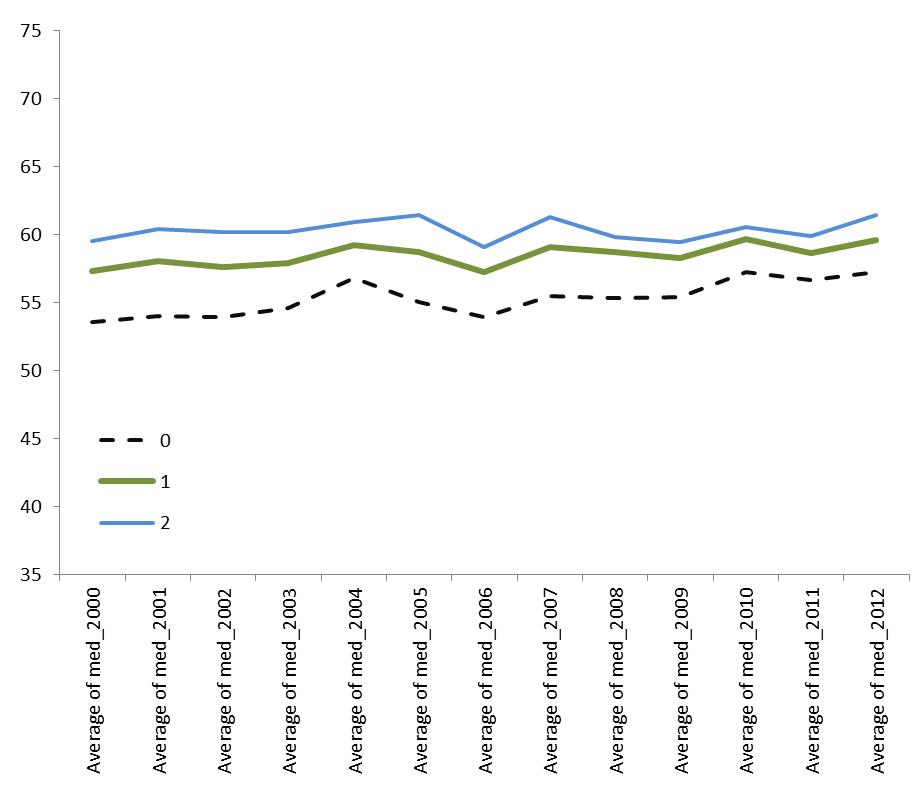 75
70
65
60
55
50
45
40
35
0
1
2
Average of med_2000
Average of med_2001
Average of med_2002
Average of med_2003
Average of med_2004
Average of med_2005
Average of med_2006
Average of med_2007
Average of med_2008
Average of med_2009
Average of med_2010
Average of med_2011
Average of med_2012